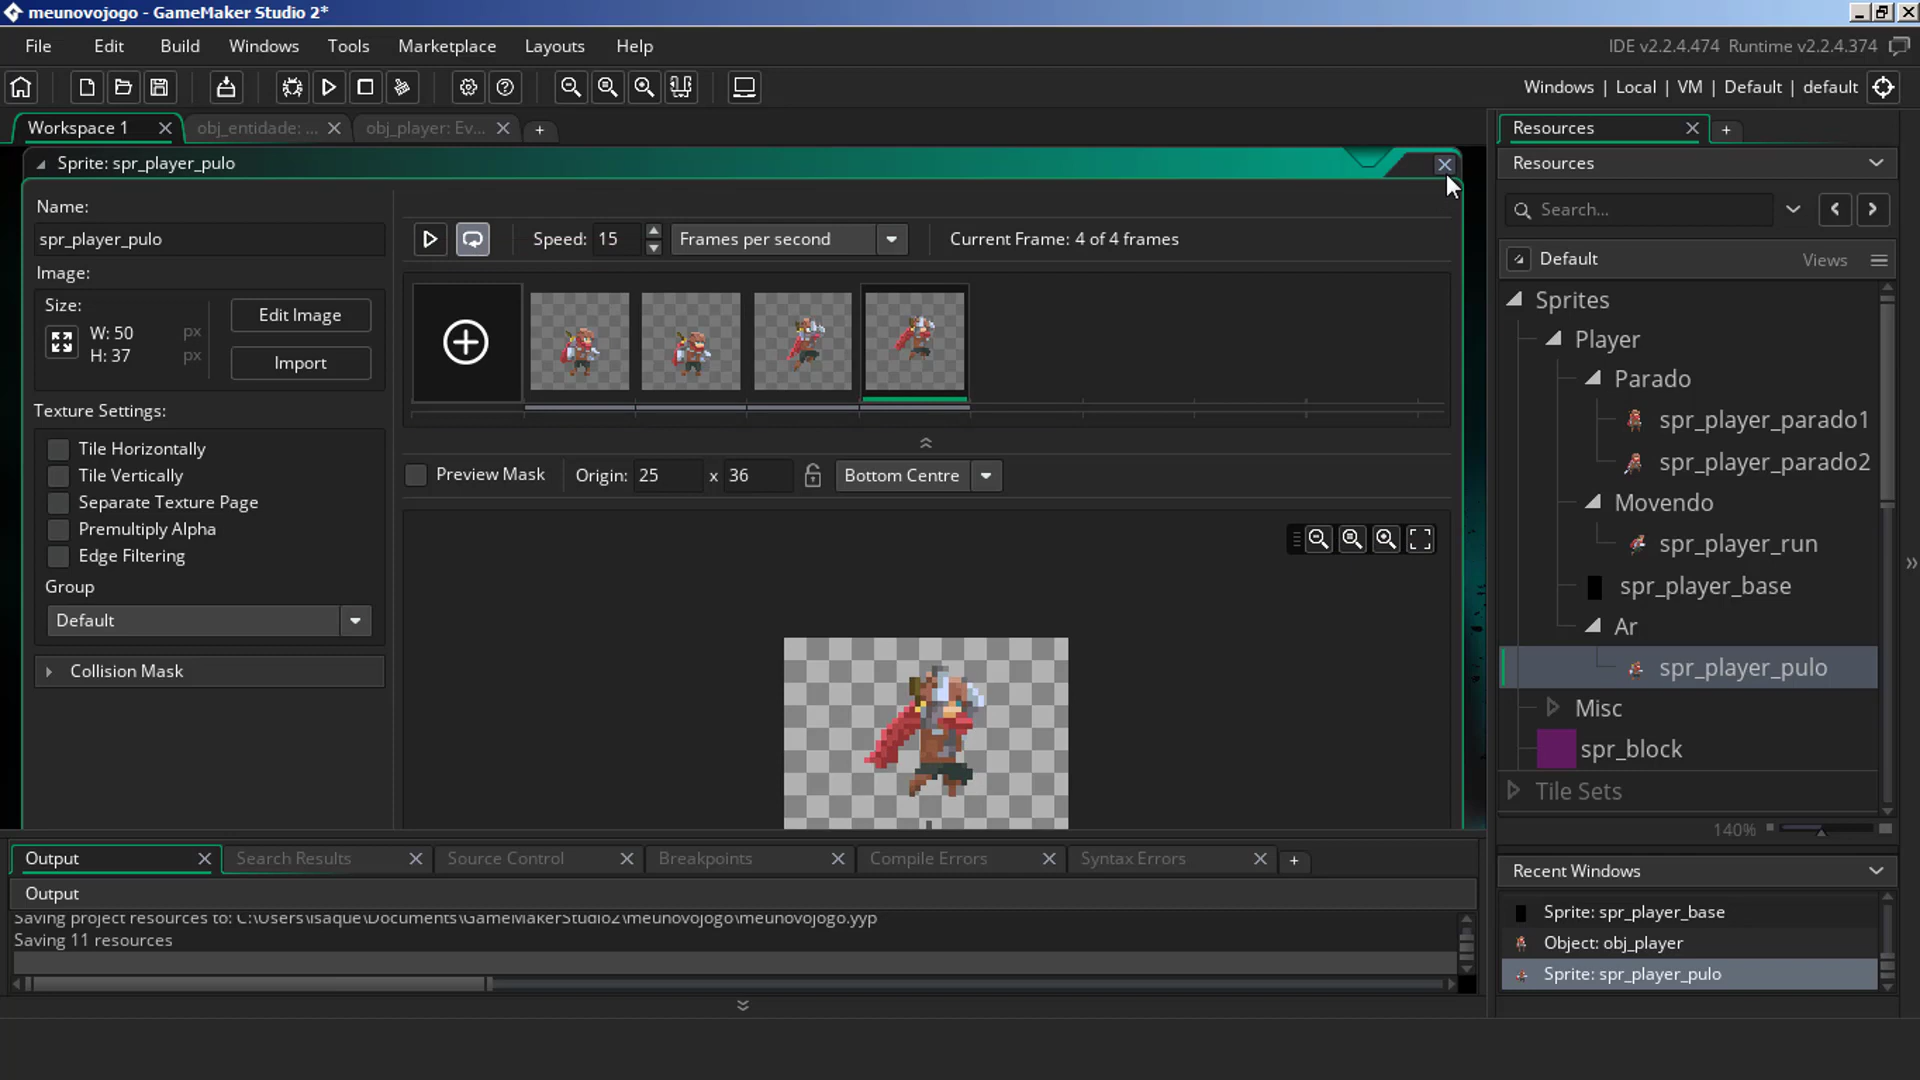 meunovojogo - GameMaker Studio 2*
File Edit Build Windows Tools Marketplace Layouts Help
IDE v2.2.4.474 Runtime v2.2.4.374
Windows | Local | VM | Default | default
Workspace 1 obj_entidade: ... obj_player: Ev...
Resources
Sprite: spr_player_pulo
Resources
Name:
spr_player_pulo
Speed: 15 Frames per second Current Frame: 4 of 4 frames
Search...
Default Views
Image:
Size:
W: 50 px
H: 37 px
Edit Image
Import
Texture Settings:
Tile Horizontally
Tile Vertically
Separate Texture Page
Premultiply Alpha
Edge Filtering
Group
Default
Collision Mask
Preview Mask Origin: 25 x 36 Bottom Centre
Sprites
Player
Parado
spr_player_parado1
spr_player_parado2
Movendo
spr_player_run
spr_player_base
Ar
spr_player_pulo
Misc
spr_block
Tile Sets
140%
Output Search Results Source Control Breakpoints Compile Errors Syntax Errors
Output
Saving project resources to: C:\Users\isaque\Documents\GameMakerStudio2\meunovojogo\meunovojogo.yyp
Saving 11 resources
Recent Windows
Sprite: spr_player_base
Object: obj_player
Sprite: spr_player_pulo